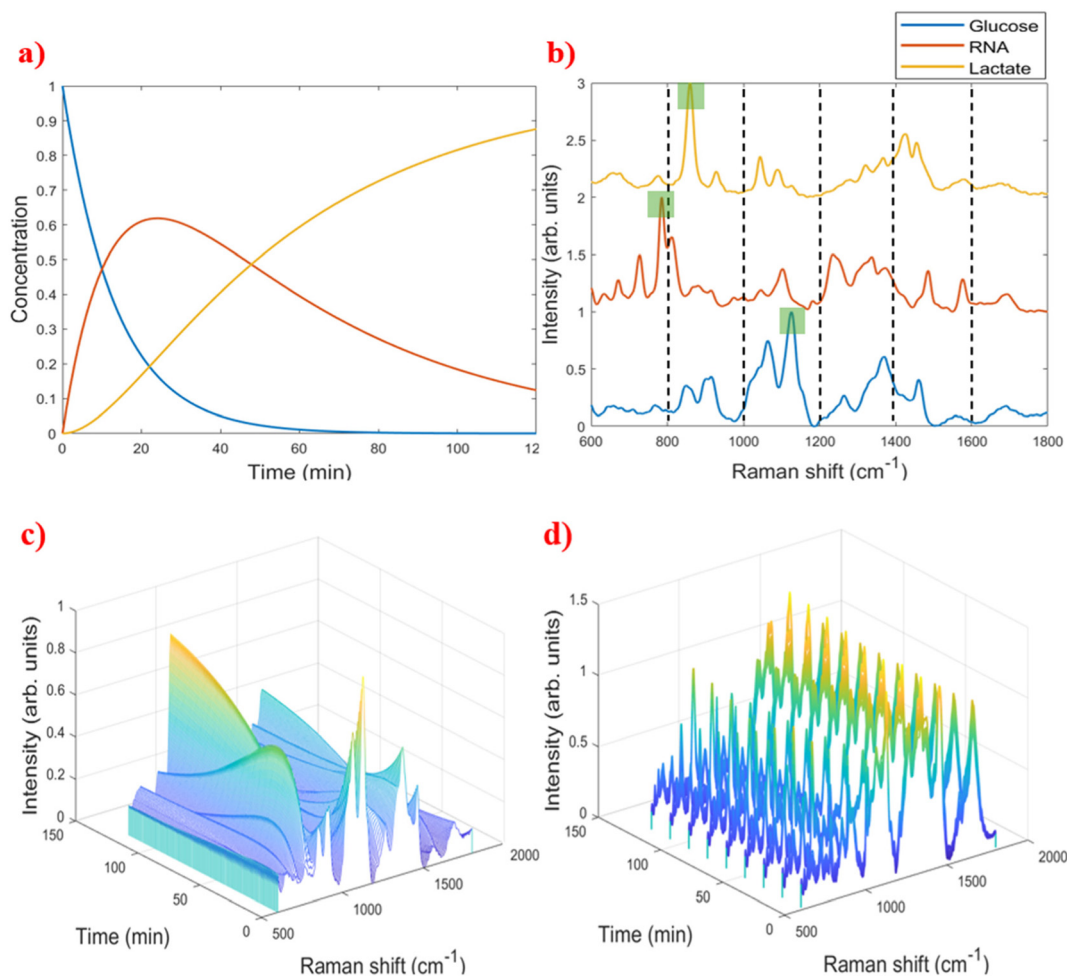 a)
1
0.9
0.8
0.7
0.6
0.5
0.4
0.3
0.2
0.1
0
Concentration
0 20 40 60 80 100 120
Time (min)
b)
Glucose
RNA
Lactate
3
2.5
2
1.5
1
0.5
0
Intensity (arb. units)
600 800 1000 1200 1400 1600 1800
Raman shift (cm⁻¹)
c)
1
0.8
0.6
0.4
0.2
0
Intensity (arb. units)
150
100
50
0
Time (min)
500
1000
1500
2000
Raman shift (cm⁻¹)
d)
1.5
1
0.5
0
Intensity (arb. units)
150
100
50
0
Time (min)
500
1000
1500
2000
Raman shift (cm⁻¹)